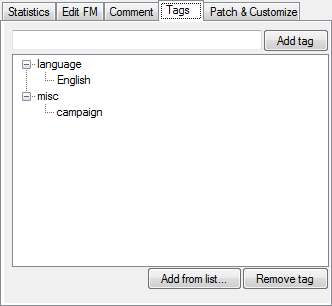 Statistics Edit FM Comment Tags Patch & Customize
Add tag
language
English
misc
campaign
Add from list... Remove tag